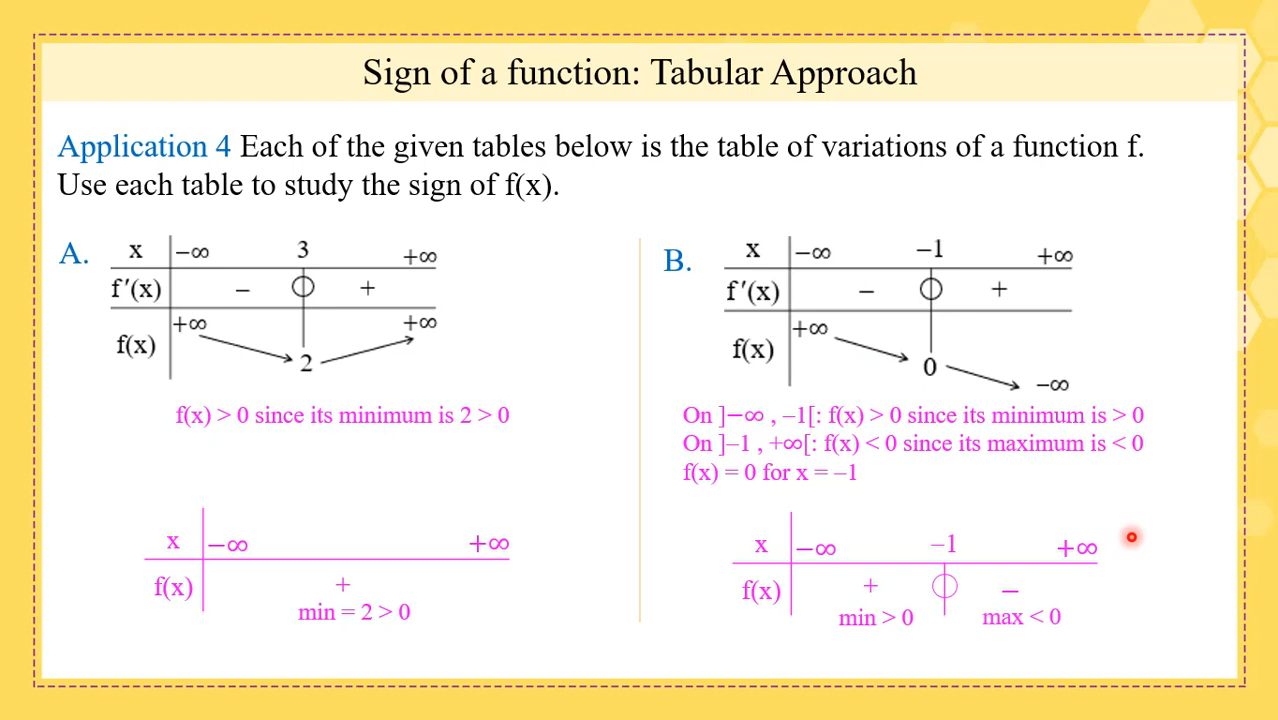 Sign of a function: Tabular Approach
Application 4 Each of the given tables below is the table of variations of a function f.
Use each table to study the sign of f(x).
A.
x −∞ 3 +∞
f′(x) − +
f(x) +∞ 2 +∞
f(x) > 0 since its minimum is 2 > 0
x −∞ +∞
f(x) +
min = 2 > 0
B.
x −∞ −1 +∞
f′(x) − +
f(x) +∞ 0 −∞
On ]−∞ , −1[: f(x) > 0 since its minimum is > 0
On ]−1 , +∞[: f(x) < 0 since its maximum is < 0
f(x) = 0 for x = −1
x −∞ −1 +∞
f(x) + −
min > 0 max < 0